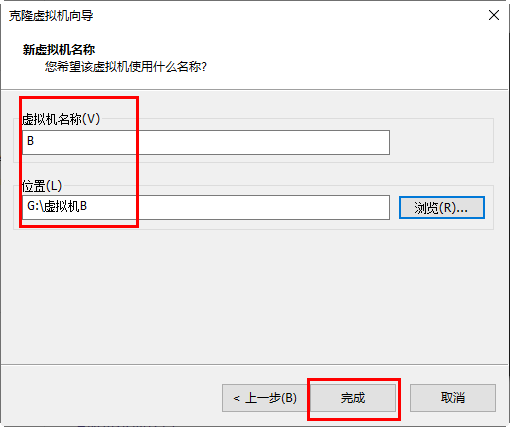 克隆虚拟机向导
新虚拟机名称
您希望该虚拟机使用什么名称?
虚拟机名称(V)
B
位置(L)
G:\虚拟机B
浏览(R)...
< 上一步(B)
完成
取消